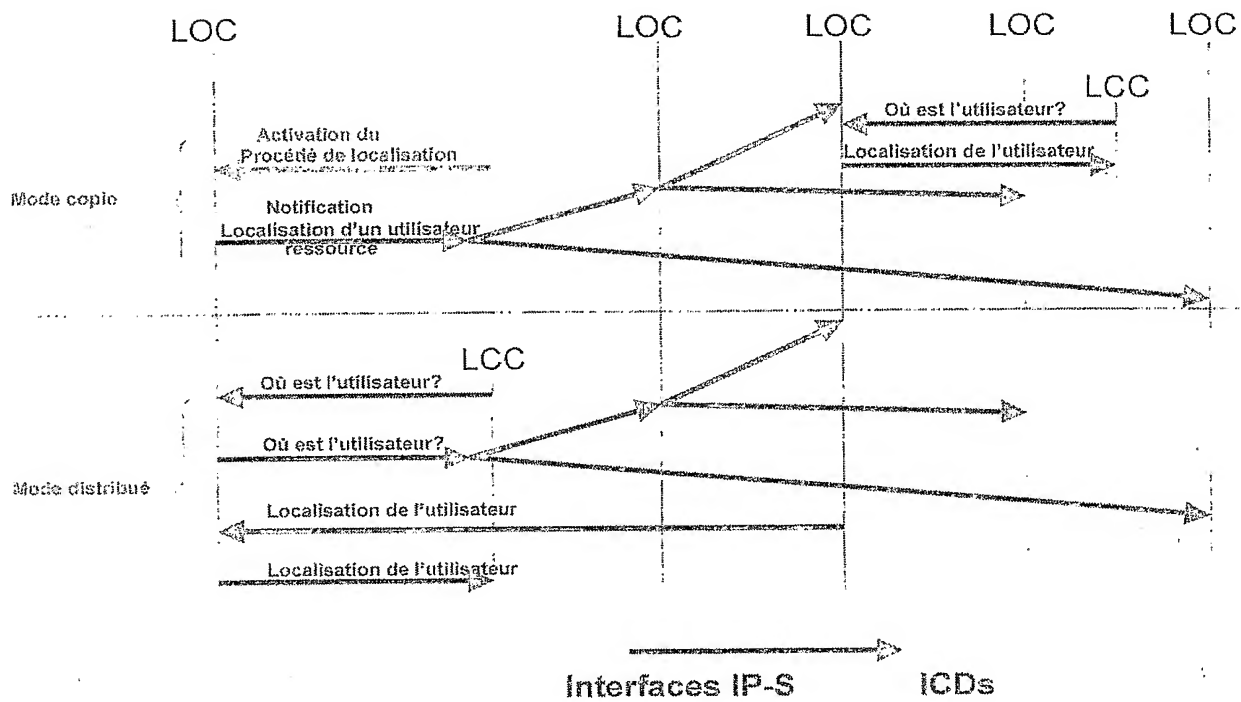 LOC LOC LOC LOC LOC
LCC
Où est l'utilisateur?
Activation du
Procédé de localisation
Localisation de l'utilisateur
Mode copie
Notification
Localisation d'un utilisateur
ressource
LCC
Où est l'utilisateur?
Où est l'utilisateur?
Mode distribué
Localisation de l'utilisateur
Localisation de l'utilisateur
Interfaces IP-S ICDs